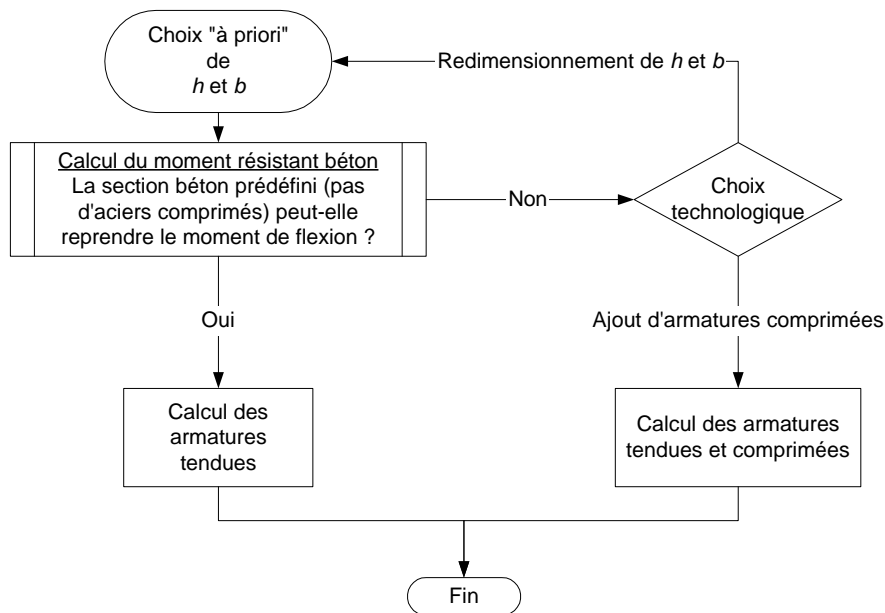 Choix "à priori"
de
h et b
Redimensionnement de h et b
Calcul du moment résistant béton
La section béton prédéfini (pas
d'aciers comprimés) peut-elle
reprendre le moment de flexion ?
Non
Choix
technologique
Oui
Ajout d'armatures comprimées
Calcul des
armatures
tendues
Calcul des armatures
tendues et comprimées
Fin